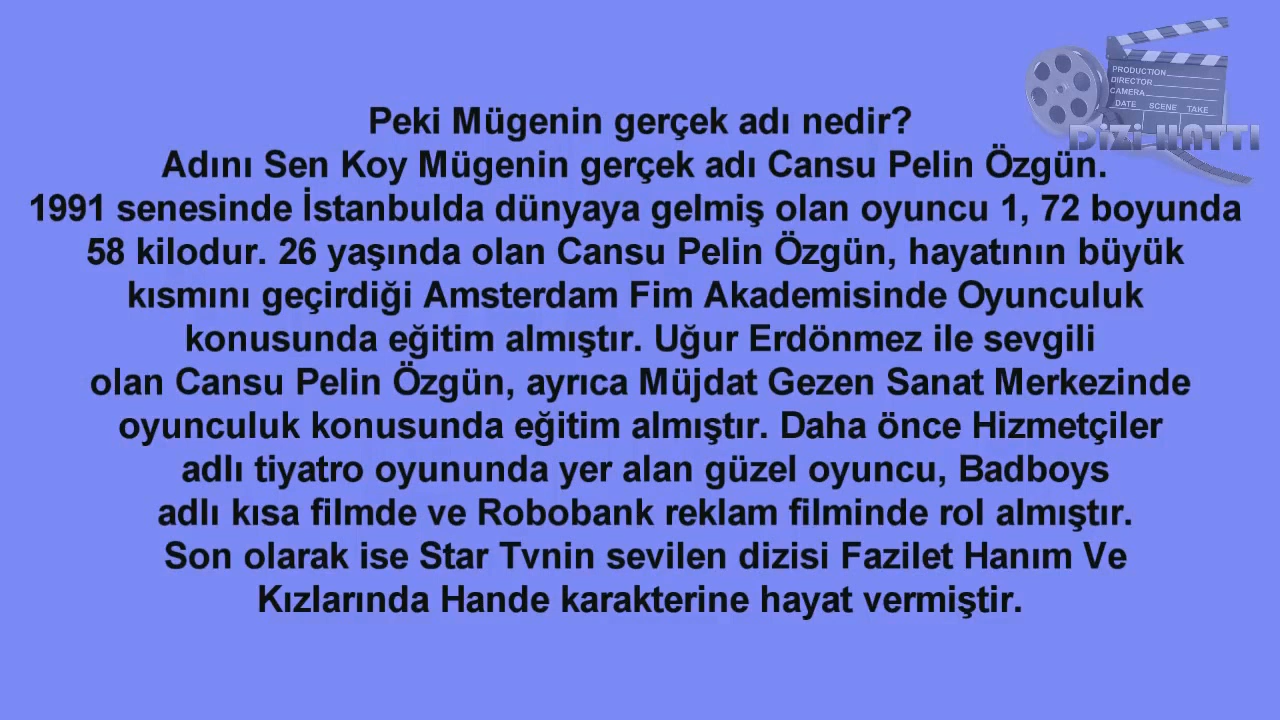 PRODUCTION
DIRECTOR
CAMERA
DATE SCENE TAKE
DİZİ HATTI
Peki Mügenin gerçek adı nedir?
Adını Sen Koy Mügenin gerçek adı Cansu Pelin Özgün.
1991 senesinde İstanbulda dünyaya gelmiş olan oyuncu 1, 72 boyunda
58 kilodur. 26 yaşında olan Cansu Pelin Özgün, hayatının büyük
kısmını geçirdiği Amsterdam Fim Akademisinde Oyunculuk
konusunda eğitim almıştır. Uğur Erdönmez ile sevgili
olan Cansu Pelin Özgün, ayrıca Müjdat Gezen Sanat Merkezinde
oyunculuk konusunda eğitim almıştır. Daha önce Hizmetçiler
adlı tiyatro oyununda yer alan güzel oyuncu, Badboys
adlı kısa filmde ve Robobank reklam filminde rol almıştır.
Son olarak ise Star Tvnin sevilen dizisi Fazilet Hanım Ve
Kızlarında Hande karakterine hayat vermiştir.